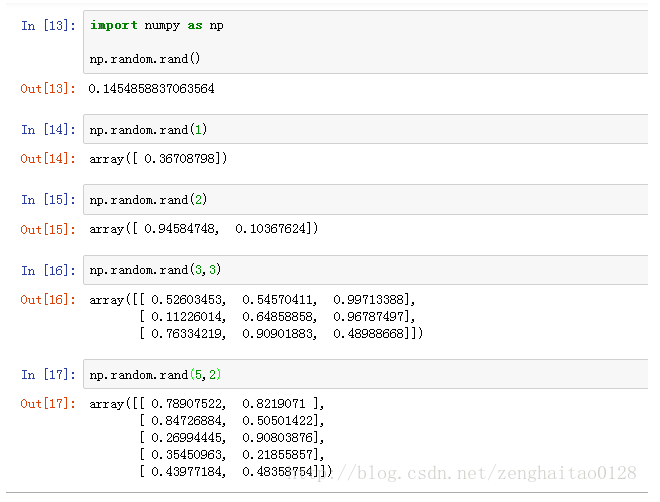 In [13]: import numpy as np
np.random.rand()
Out[13]: 0.1454858837063564
In [14]: np.random.rand(1)
Out[14]: array([ 0.36708798])
In [15]: np.random.rand(2)
Out[15]: array([ 0.94584748,  0.10367624])
In [16]: np.random.rand(3,3)
Out[16]: array([[ 0.52603453,  0.54570411,  0.99713388],
[ 0.11226014,  0.64858858,  0.96787497],
[ 0.76334219,  0.90901883,  0.48988668]])
In [17]: np.random.rand(5,2)
Out[17]: array([[ 0.78907522,  0.8219071 ],
[ 0.84726884,  0.50501422],
[ 0.26994445,  0.90803876],
[ 0.35450963,  0.21855857],
[ 0.43977184,  0.48358754]])
http://blog.csdn.net/zenghaitao0128